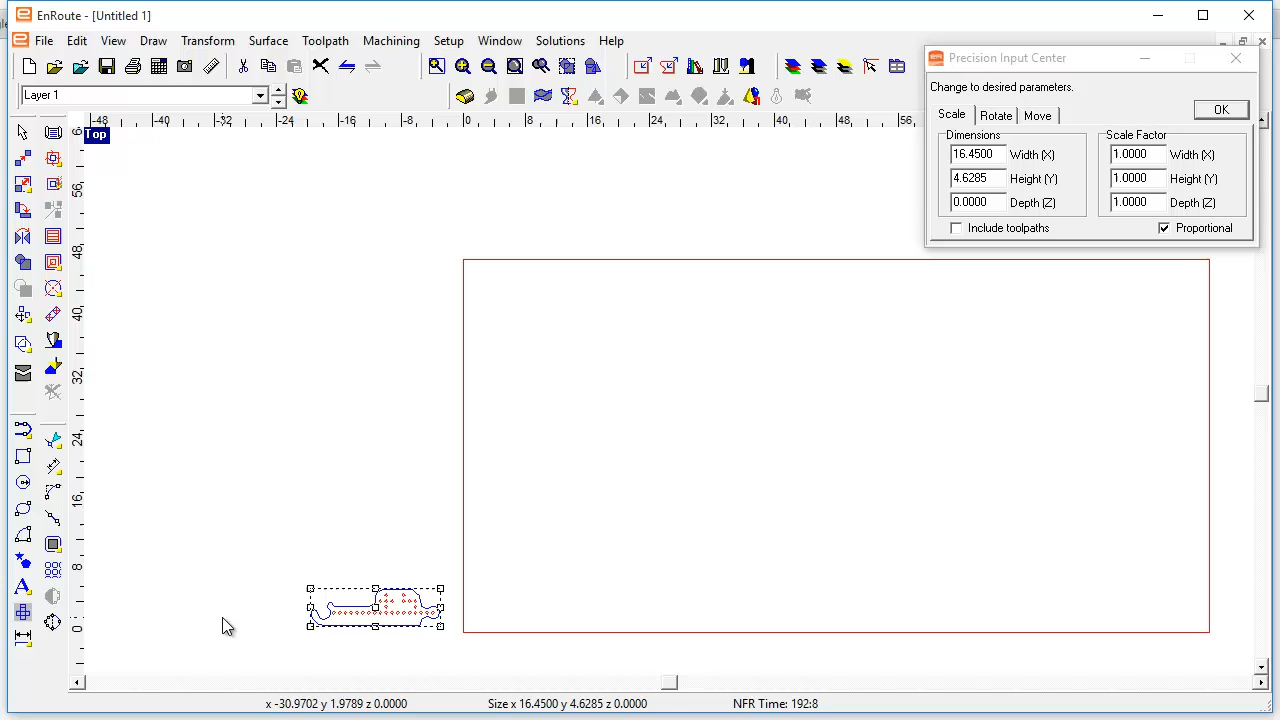 EnRoute - [Untitled 1]
File Edit View Draw Transform Surface Toolpath Machining Setup Window Solutions Help
Precision Input Center
Change to desired parameters.
OK
Scale Rotate Move
Dimensions Scale Factor
16.4500 Width (X) 1.0000 Width (X)
4.6285 Height (Y) 1.0000 Height (Y)
0.0000 Depth (Z) 1.0000 Depth (Z)
Include toolpaths Proportional
Layer 1
-48 -40 -32 -24 -16 -8 0 8 16 24 32 40 48 56
Top
56
48
40
32
24
16
8
0
x -30.9702 y 1.9789 z 0.0000 Size x 16.4500 y 4.6285 z 0.0000 NFR Time: 192:8